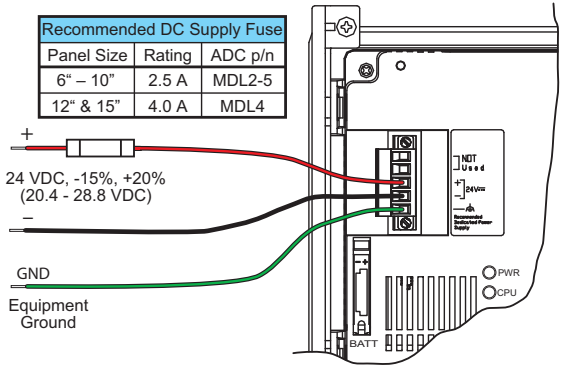 Recommended DC Supply Fuse
Panel Size Rating ADC p/n
6“ – 10” 2.5 A MDL2-5
12“ & 15” 4.0 A MDL4
+
24 VDC, -15%, +20%
(20.4 - 28.8 VDC)
–
GND
Equipment
Ground
NOT
Used
+
24V
–
Recommended
Dedicated Power
Supply
– +
BATT
PWR
CPU